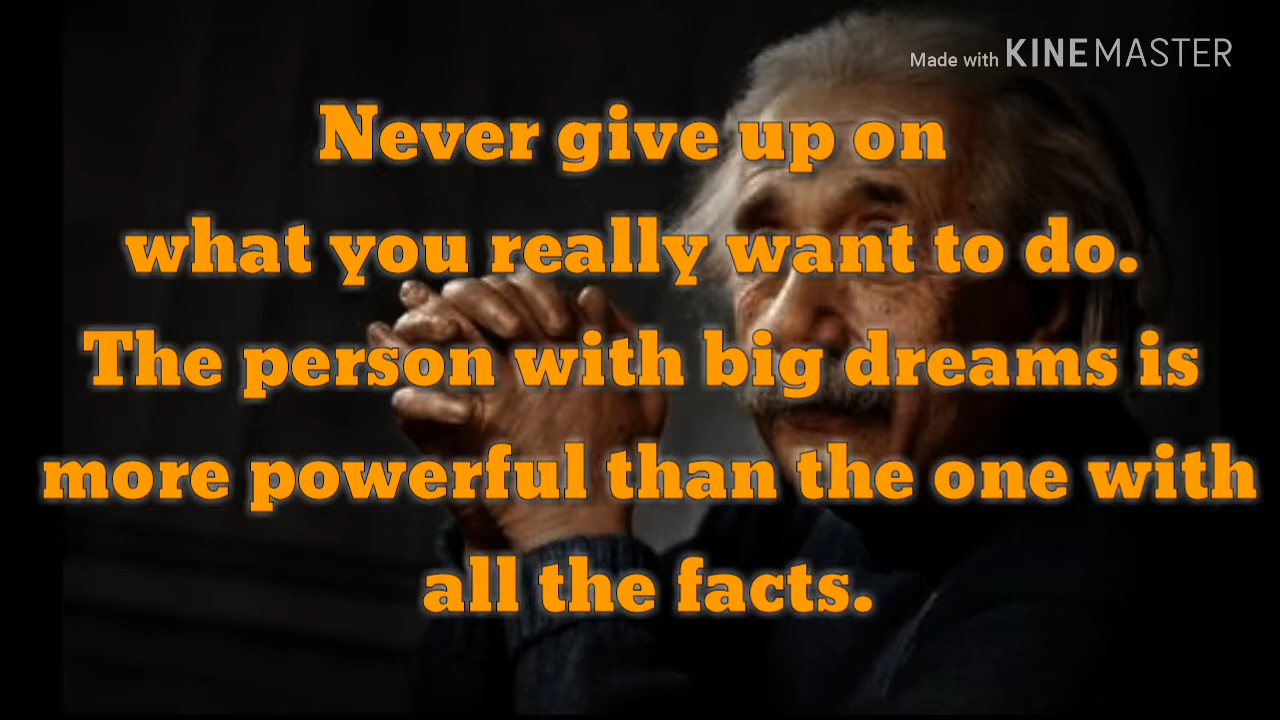 Made with KINEMASTER
Never give up on
what you really want to do.
The person with big dreams is
more powerful than the one with
all the facts.